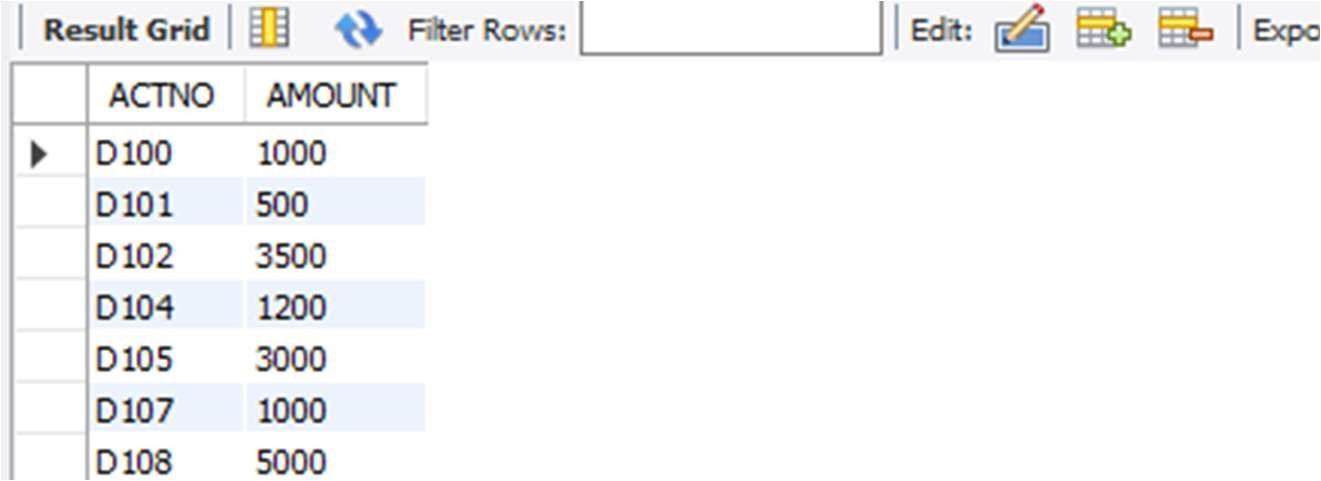 Result Grid Filter Rows: Edit: Expo
ACTNO AMOUNT
D100 1000
D101 500
D102 3500
D104 1200
D105 3000
D107 1000
D108 5000